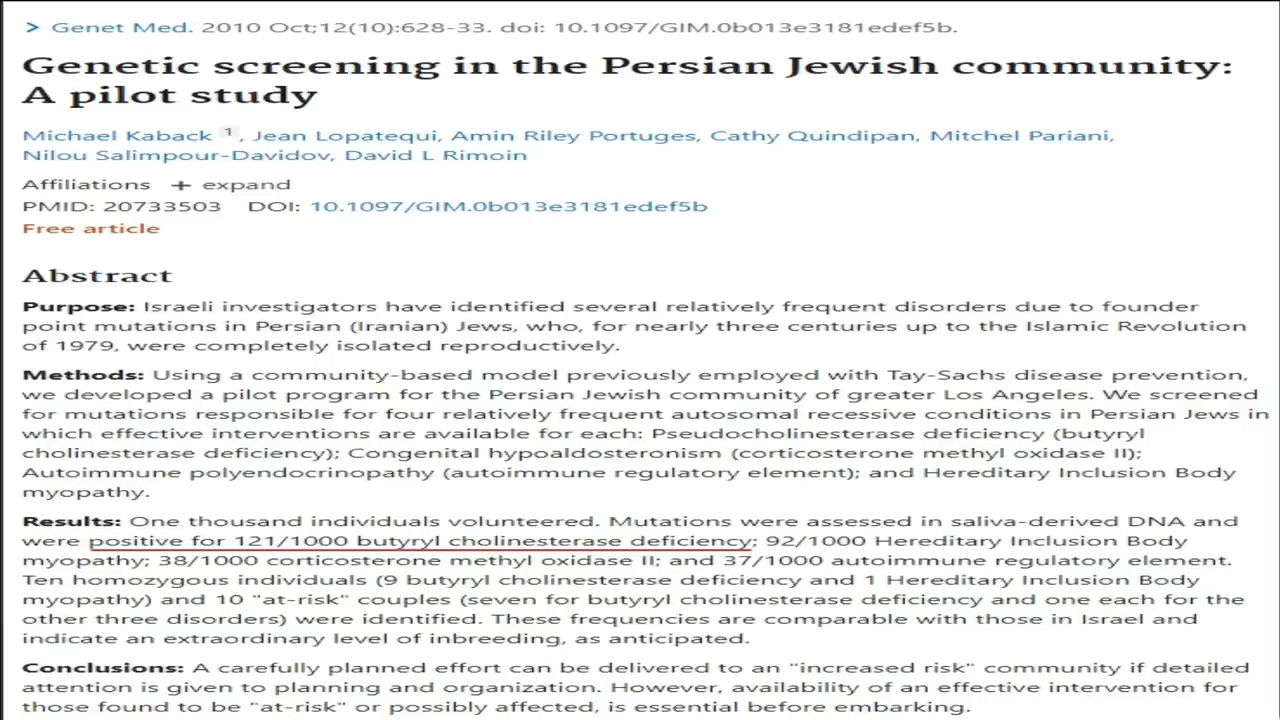 > Genet Med. 2010 Oct;12(10):628-33. doi: 10.1097/GIM.0b013e3181edef5b.
Genetic screening in the Persian Jewish community:
A pilot study
Michael Kaback 1, Jean Lopatequi, Amin Riley Portuges, Cathy Quindipan, Mitchel Pariani,
Nilou Salimpour-Davidov, David L Rimoin
Affiliations + expand
PMID: 20733503 DOI: 10.1097/GIM.0b013e3181edef5b
Free article
Abstract
Purpose: Israeli investigators have identified several relatively frequent disorders due to founder
point mutations in Persian (Iranian) Jews, who, for nearly three centuries up to the Islamic Revolution
of 1979, were completely isolated reproductively.
Methods: Using a community-based model previously employed with Tay-Sachs disease prevention,
we developed a pilot program for the Persian Jewish community of greater Los Angeles. We screened
for mutations responsible for four relatively frequent autosomal recessive conditions in Persian Jews in
which effective interventions are available for each: Pseudocholinesterase deficiency (butyryl
cholinesterase deficiency); Congenital hypoaldosteronism (corticosterone methyl oxidase II);
Autoimmune polyendocrinopathy (autoimmune regulatory element); and Hereditary Inclusion Body
myopathy.
Results: One thousand individuals volunteered. Mutations were assessed in saliva-derived DNA and
were positive for 121/1000 butyryl cholinesterase deficiency; 92/1000 Hereditary Inclusion Body
myopathy; 38/1000 corticosterone methyl oxidase II; and 37/1000 autoimmune regulatory element.
Ten homozygous individuals (9 butyryl cholinesterase deficiency and 1 Hereditary Inclusion Body
myopathy) and 10 "at-risk" couples (seven for butyryl cholinesterase deficiency and one each for the
other three disorders) were identified. These frequencies are comparable with those in Israel and
indicate an extraordinary level of inbreeding, as anticipated.
Conclusions: A carefully planned effort can be delivered to an "increased risk" community if detailed
attention is given to planning and organization. However, availability of an effective intervention for
those found to be "at-risk" or possibly affected, is essential before embarking.